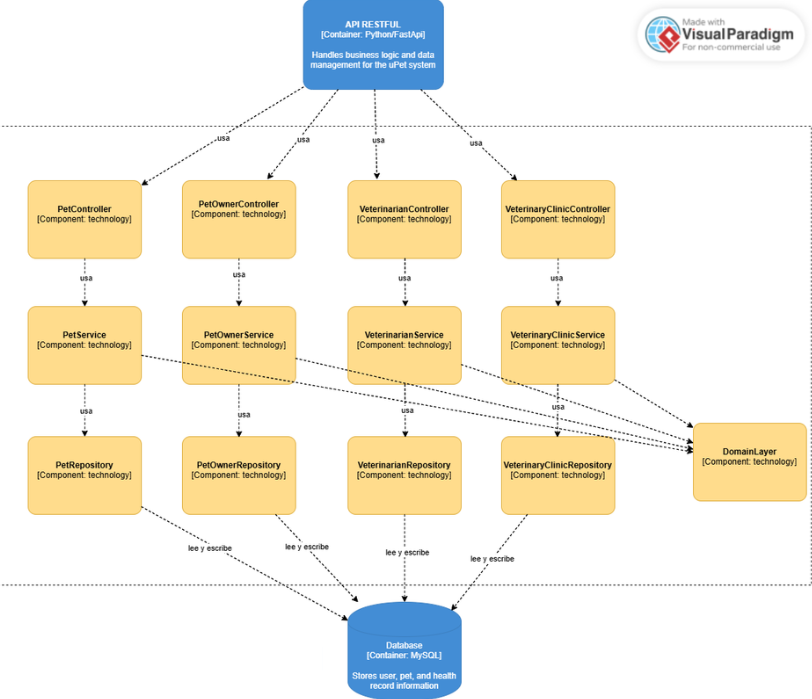 API RESTFUL
[Container: Python/FastApi]
Handles business logic and data
management for the uPet system
Made with
VisualParadigm
For non-commercial use
usa
usa
usa
usa
PetController
[Component: technology]
PetOwnerController
[Component: technology]
VeterinarianController
[Component: technology]
VeterinaryClinicController
[Component: technology]
usa
usa
usa
usa
PetService
[Component: technology]
PetOwnerService
[Component: technology]
VeterinarianService
[Component: technology]
VeterinaryClinicService
[Component: technology]
usa
usa
usa
usa
PetRepository
[Component: technology]
PetOwnerRepository
[Component: technology]
VeterinarianRepository
[Component: technology]
VeterinaryClinicRepository
[Component: technology]
DomainLayer
[Component: technology]
lee y escribe
lee y escribe
lee y escribe
lee y escribe
Database
[Container: MySQL]
Stores user, pet, and health
record information